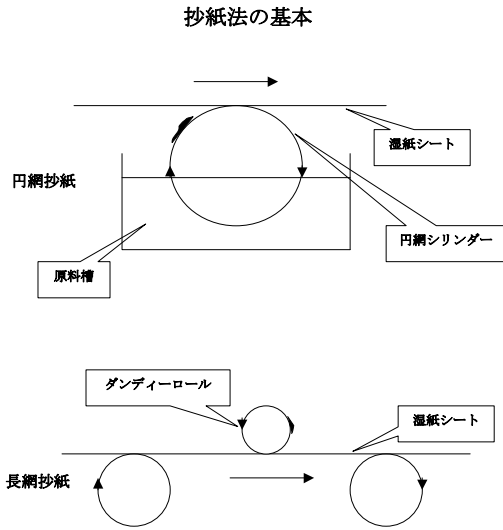 抄紙法の基本
湿紙シート
円網抄紙
円網シリンダー
原料槽
ダンディーロール
湿紙シート
長網抄紙